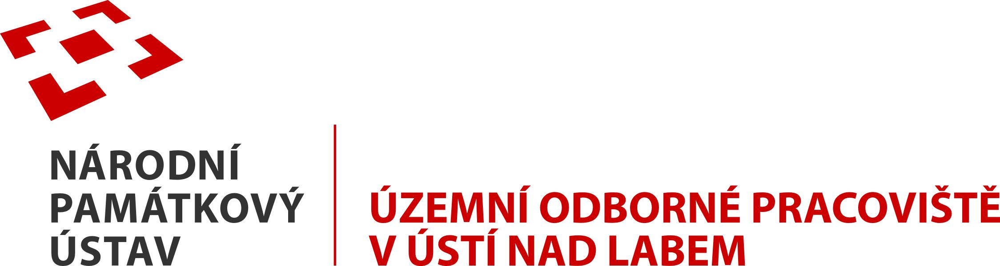 NÁRODNÍ
PAMÁTKOVÝ
ÚSTAV
ÚZEMNÍ ODBORNÉ PRACOVIŠTĚ
V ÚSTÍ NAD LABEM